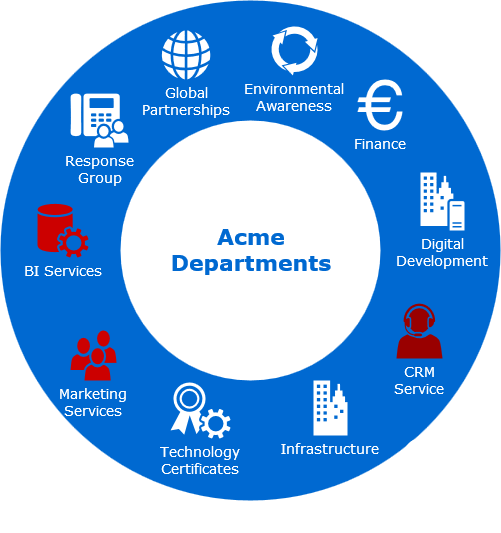 Global
Partnerships
Environmental
Awareness
Finance
Response
Group
BI Services
Acme
Departments
Digital
Development
CRM
Service
Marketing
Services
Technology
Certificates
Infrastructure